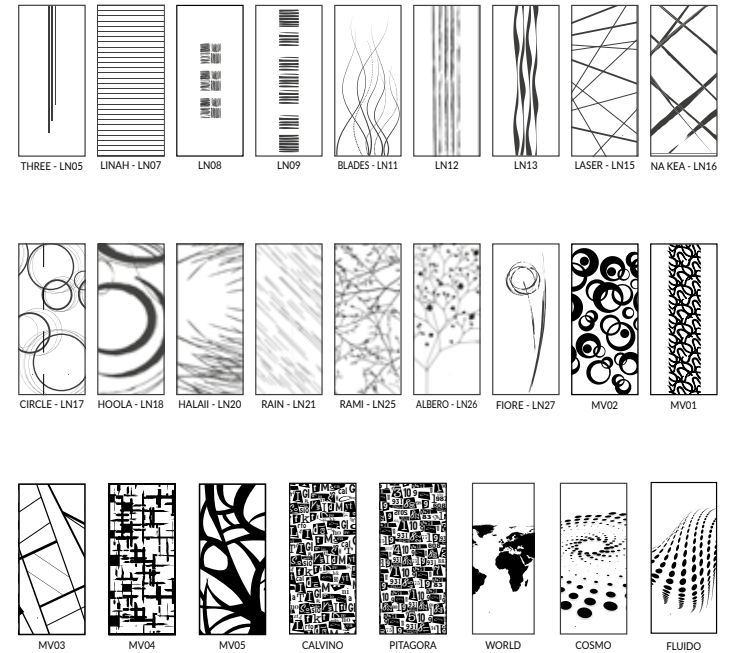 THREE - LN05
LINAH - LN07
LN08
LN09
BLADES - LN11
LN12
LN13
LASER - LN15
NA KEA - LN16
CIRCLE - LN17
HOOLA - LN18
HALAII - LN20
RAIN - LN21
RAMI - LN25
ALBERO - LN26
FIORE - LN27
MV02
MV01
MV03
MV04
MV05
CALVINO
PITAGORA
WORLD
COSMO
FLUIDO